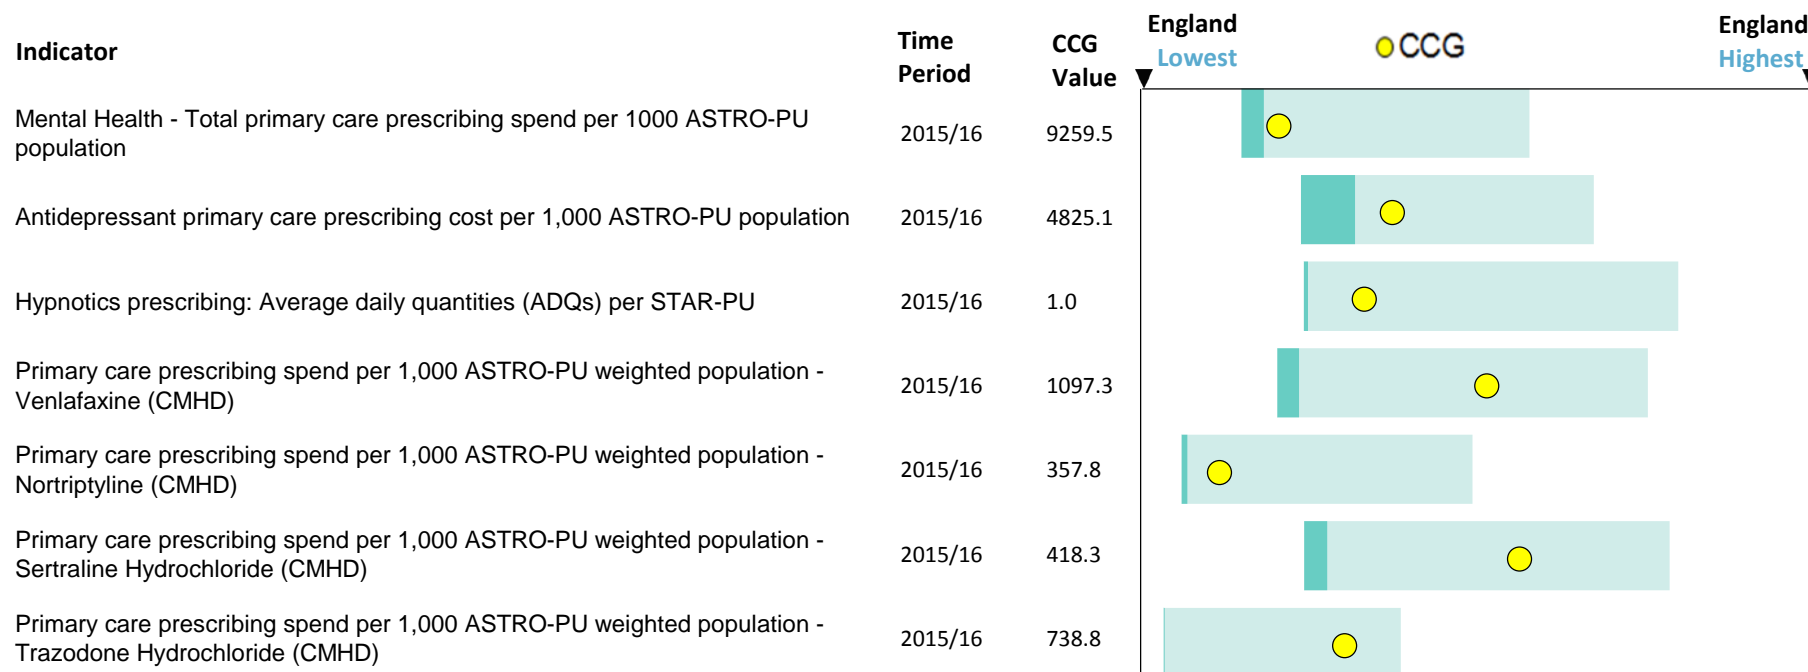 Indicator
Time
Period
CCG
Value
England
Lowest
CCG
England
Highest
Mental Health - Total primary care prescribing spend per 1000 ASTRO-PU
population
2015/16
9259.5
Antidepressant primary care prescribing cost per 1,000 ASTRO-PU population
2015/16
4825.1
Hypnotics prescribing: Average daily quantities (ADQs) per STAR-PU
2015/16
1.0
Primary care prescribing spend per 1,000 ASTRO-PU weighted population -
Venlafaxine (CMHD)
2015/16
1097.3
Primary care prescribing spend per 1,000 ASTRO-PU weighted population -
Nortriptyline (CMHD)
2015/16
357.8
Primary care prescribing spend per 1,000 ASTRO-PU weighted population -
Sertraline Hydrochloride (CMHD)
2015/16
418.3
Primary care prescribing spend per 1,000 ASTRO-PU weighted population -
Trazodone Hydrochloride (CMHD)
2015/16
738.8